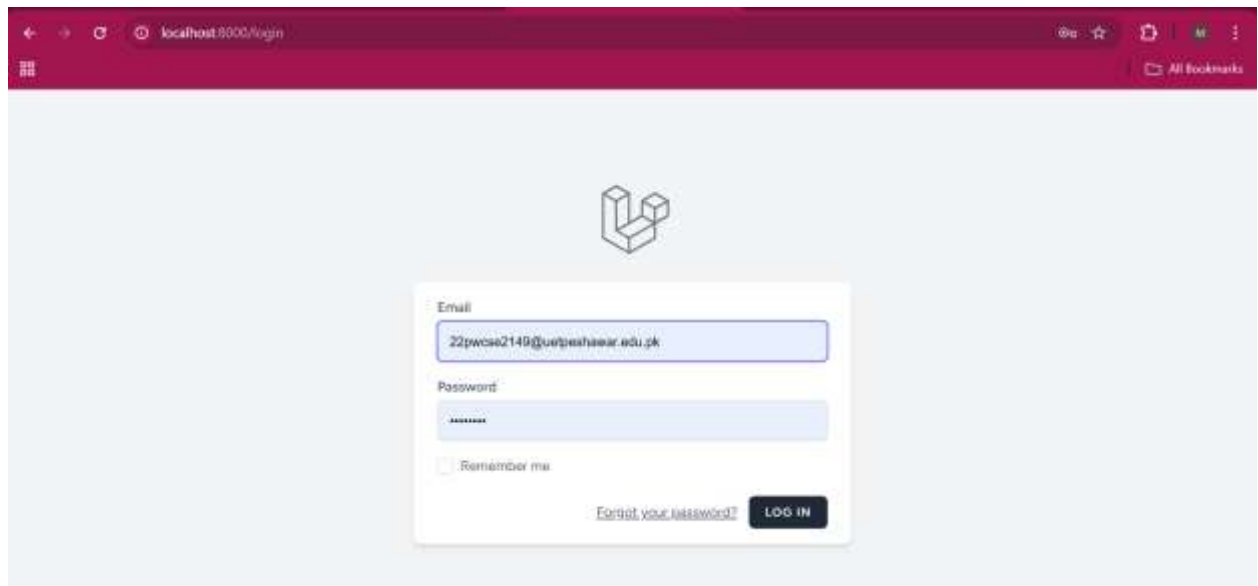 localhost:8000/login
M
All Bookmarks
Email
22pwcse2149@uetpeshawar.edu.pk
Password
Remember me
Forgot your password?
LOG IN